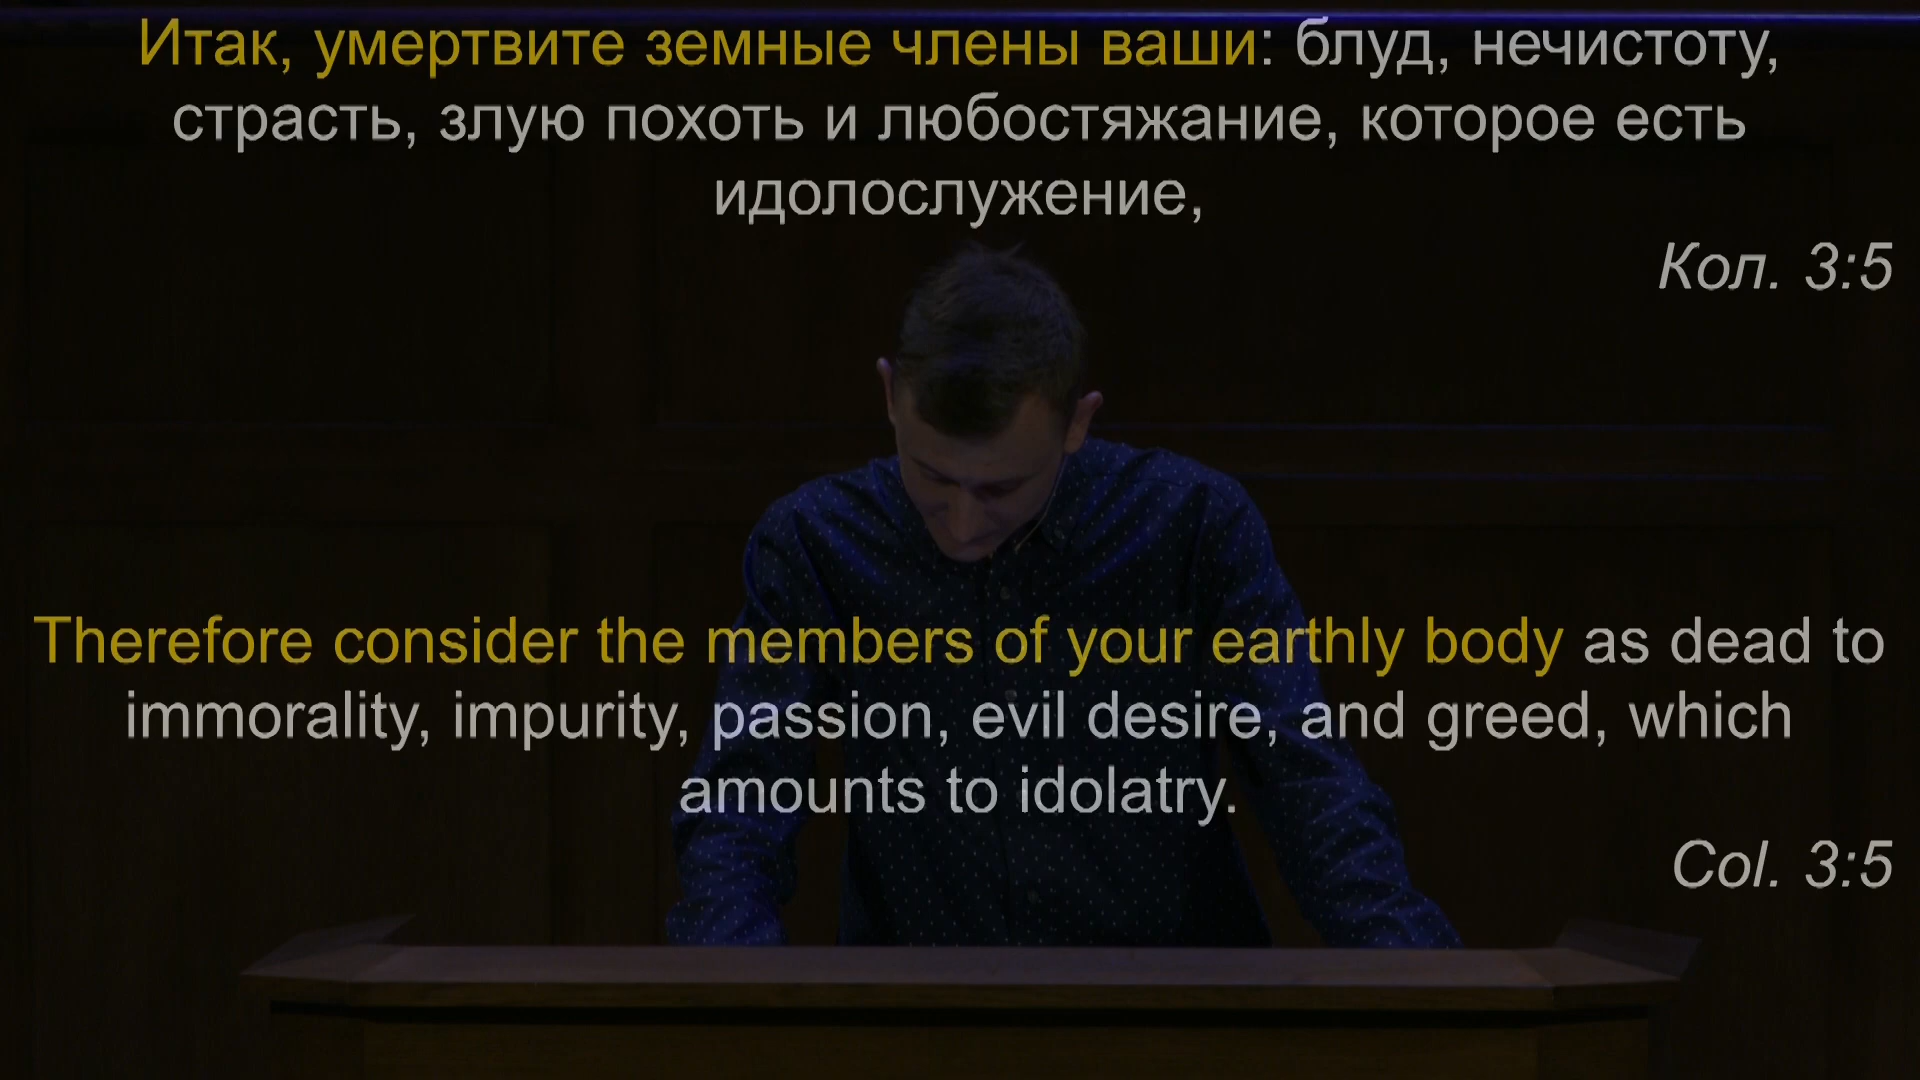 Итак, умертвите земные члены ваши: блуд, нечистоту,
страсть, злую похоть и любостяжание, которое есть
идолослужение,
Кол. 3:5
Therefore consider the members of your earthly body as dead to
immorality, impurity, passion, evil desire, and greed, which
amounts to idolatry.
Col. 3:5